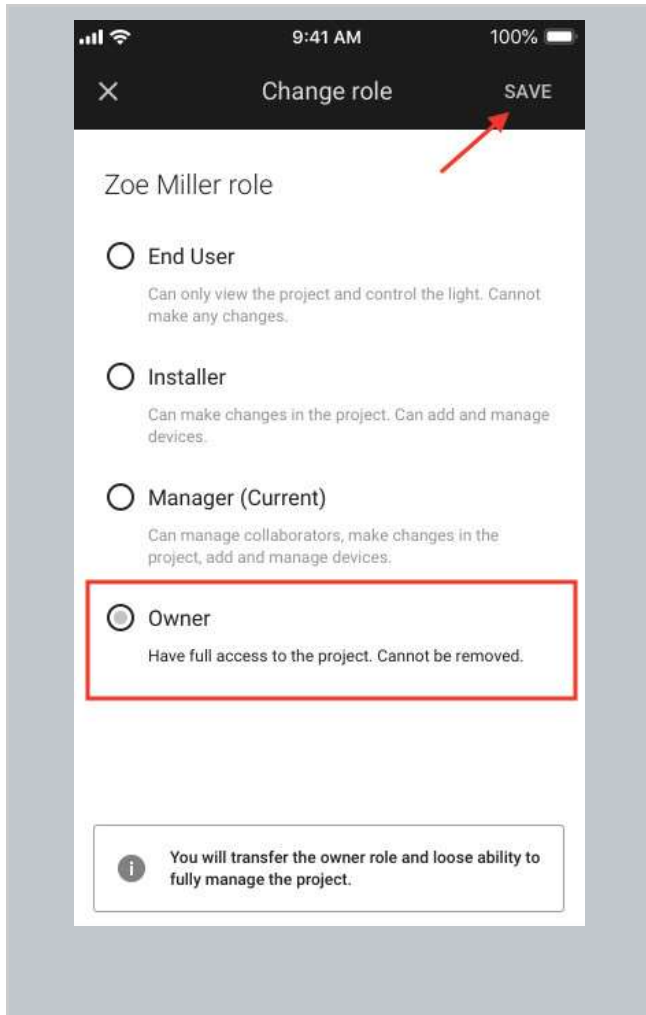 9:41 AM 100%
Change role SAVE
Zoe Miller role
End User
Can only view the project and control the light. Cannot
make any changes.
Installer
Can make changes in the project. Can add and manage
devices.
Manager (Current)
Can manage collaborators, make changes in the
project, add and manage devices.
Owner
Have full access to the project. Cannot be removed.
You will transfer the owner role and loose ability to
fully manage the project.